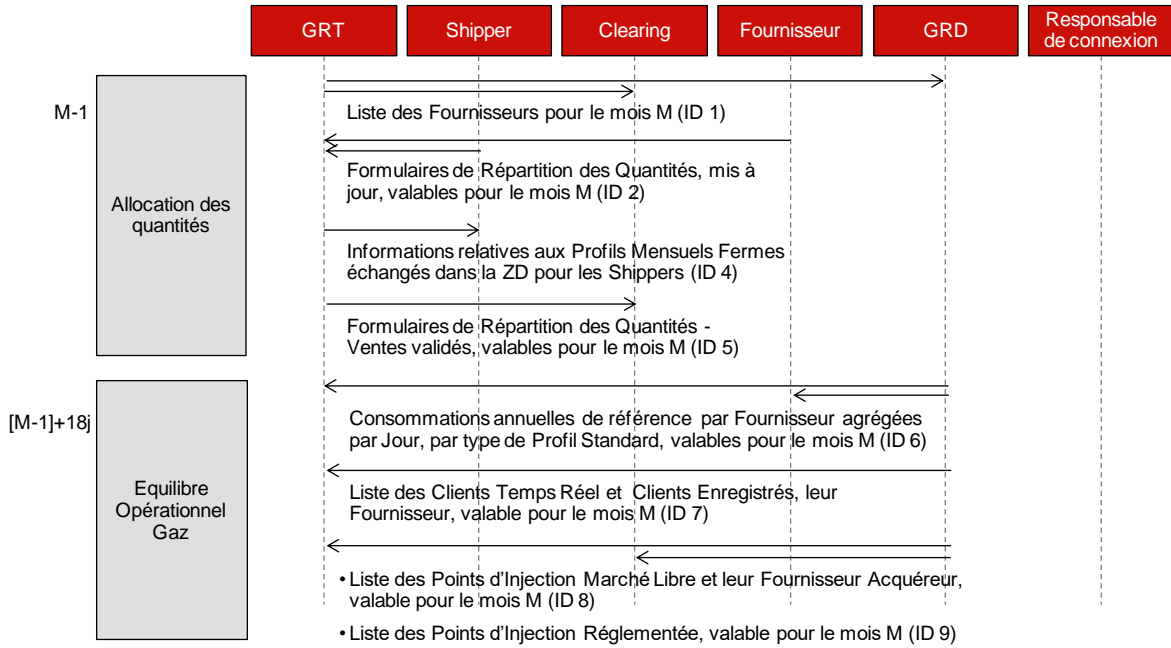 GRT
Shipper
Clearing
Fournisseur
GRD
Responsable
de connexion
M-1
Allocation des
quantités
Liste des Fournisseurs pour le mois M (ID 1)
Formulaires de Répartition des Quantités, mis à
jour, valables pour le mois M (ID 2)
Informations relatives aux Profils Mensuels Fermes
échangés dans la ZD pour les Shippers (ID 4)
Formulaires de Répartition des Quantités -
Ventes validés, valables pour le mois M (ID 5)
[M-1]+18j
Equilibre
Opérationnel
Gaz
Consommations annuelles de référence par Fournisseur agrégées
par Jour, par type de Profil Standard, valables pour le mois M (ID 6)
Liste des Clients Temps Réel et Clients Enregistrés, leur
Fournisseur, valable pour le mois M (ID 7)
• Liste des Points d'Injection Marché Libre et leur Fournisseur Acquéreur,
valable pour le mois M (ID 8)
• Liste des Points d'Injection Réglementée, valable pour le mois M (ID 9)